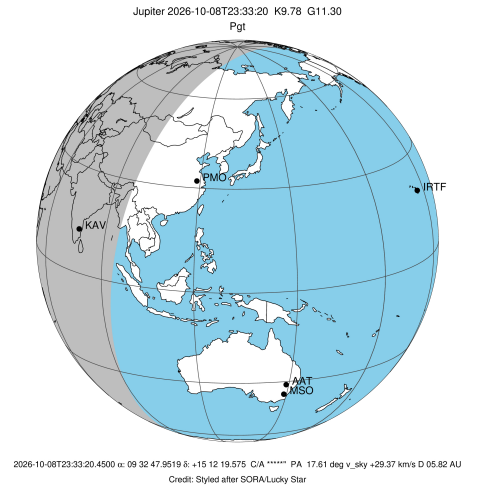 Jupiter 2026-10-08T23:33:20 K9.78 G11.30
Pgt
PMO
IRTF
KAV
AAT
MSO
2026-10-08T23:33:20.4500 α: 09 32 47.9519 δ: +15 12 19.575 C/A *****" PA 17.61 deg v_sky +29.37 km/s D 05.82 AU
Credit: Styled after SORA/Lucky Star